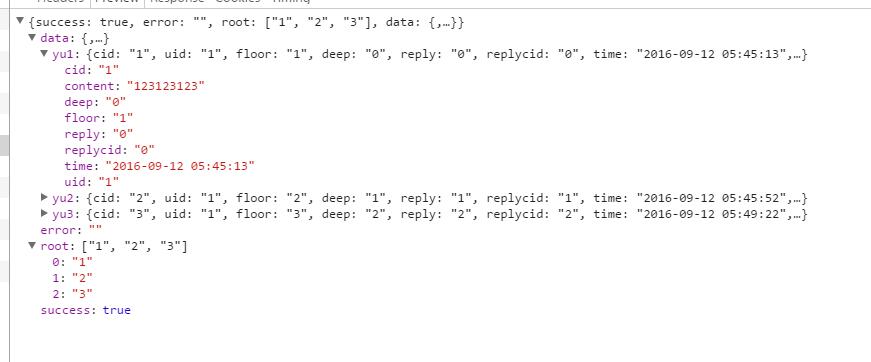 Headers Preview Response Cookies Timing
{success: true, error: "", root: ["1", "2", "3"], data: {,…}}
data: {,…}
yu1: {cid: "1", uid: "1", floor: "1", deep: "0", reply: "0", replycid: "0", time: "2016-09-12 05:45:13",…}
cid: "1"
content: "123123123"
deep: "0"
floor: "1"
reply: "0"
replycid: "0"
time: "2016-09-12 05:45:13"
uid: "1"
yu2: {cid: "2", uid: "1", floor: "2", deep: "1", reply: "1", replycid: "1", time: "2016-09-12 05:45:52",…}
yu3: {cid: "3", uid: "1", floor: "3", deep: "2", reply: "2", replycid: "2", time: "2016-09-12 05:49:22",…}
error: ""
root: ["1", "2", "3"]
0: "1"
1: "2"
2: "3"
success: true